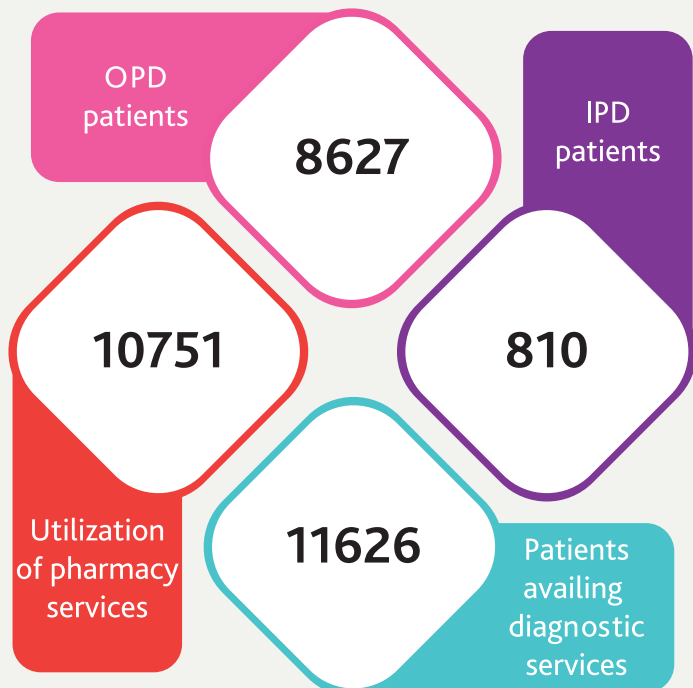 OPD
patients
8627
IPD
patients
10751
Utilization
of pharmacy
services
810
11626
Patients
availing
diagnostic
services